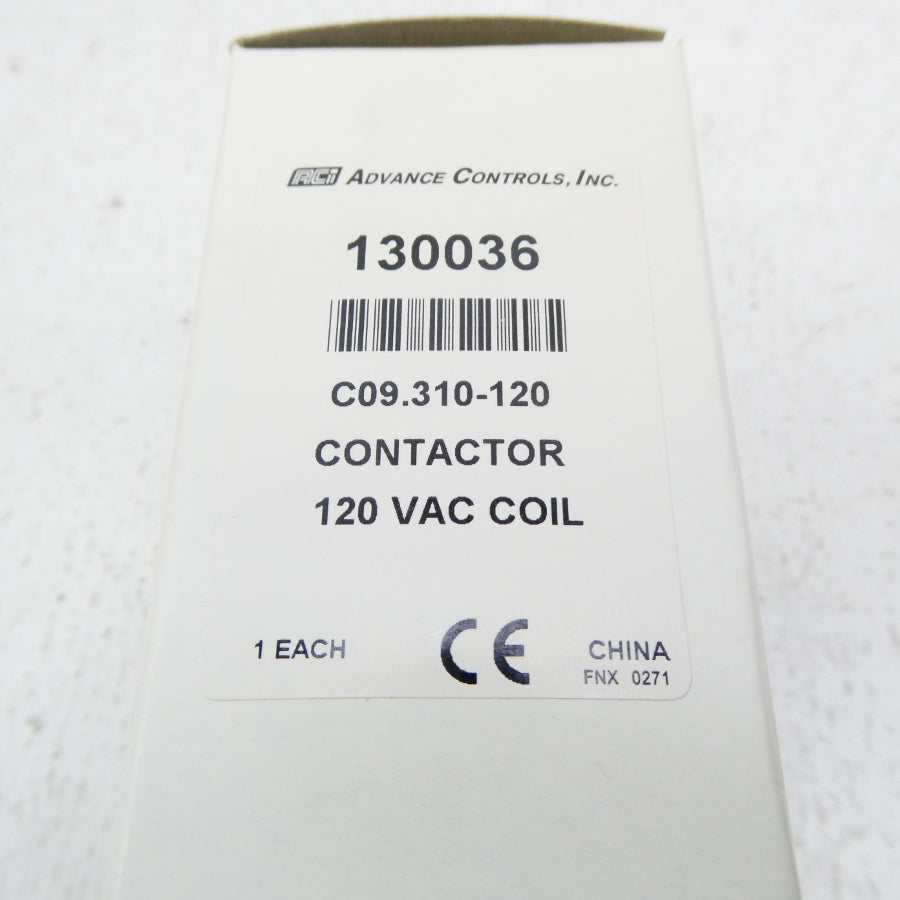 ACI ADVANCE CONTROLS, INC.
130036
C09.310-120
CONTACTOR
120 VAC COIL
1 EACH CE CHINA
FNX 0271